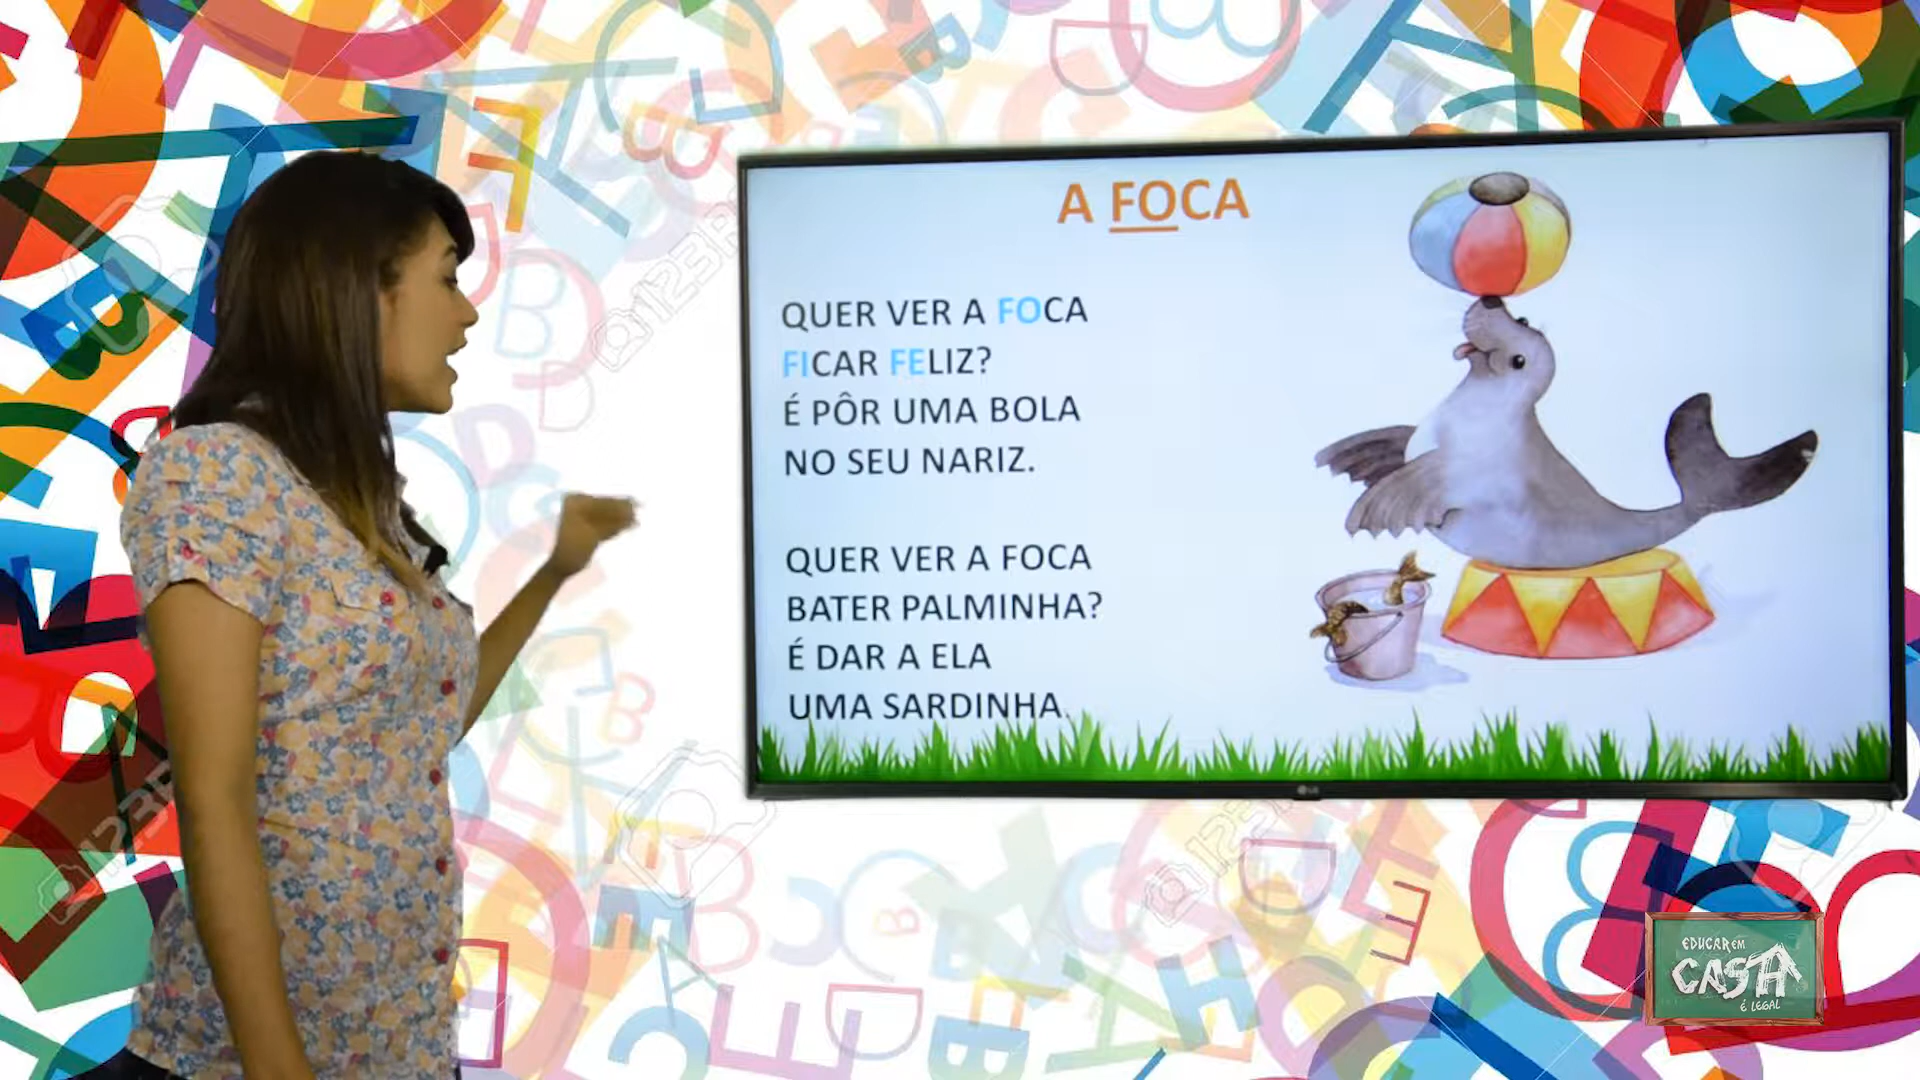 A FOCA
QUER VER A FOCA
FICAR FELIZ?
É PÔR UMA BOLA
NO SEU NARIZ.
QUER VER A FOCA
BATER PALMINHA?
É DAR A ELA
UMA SARDINHA.
LG
EDUCAR EM
CASA
É LEGAL